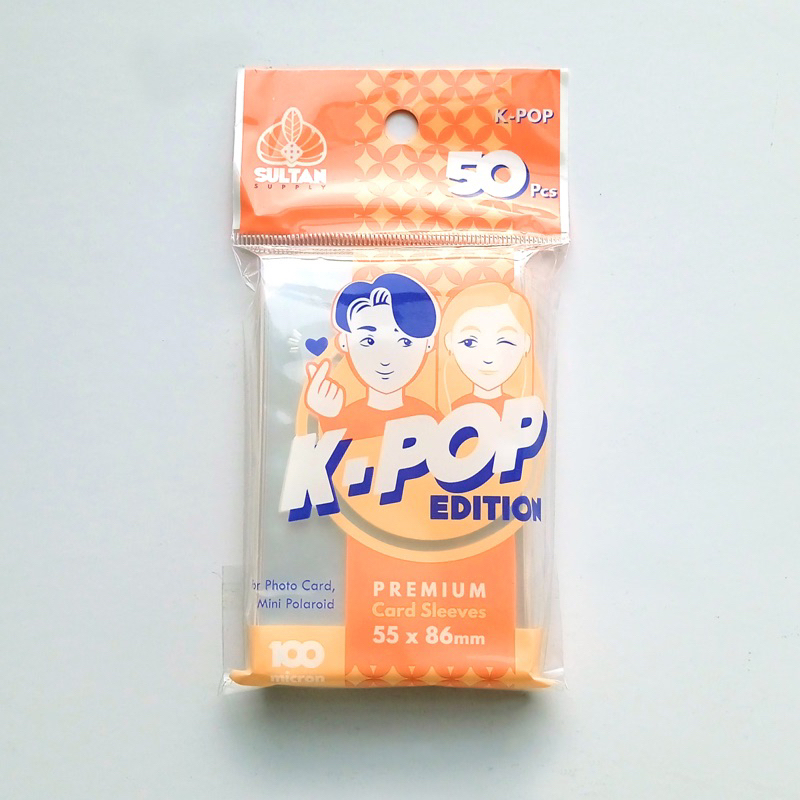 K-POP
SULTAN
SUPPLY
50 Pcs
K-POP
EDITION
or Photo Card,
Mini Polaroid
PREMIUM
Card Sleeves
55 x 86mm
100
micron